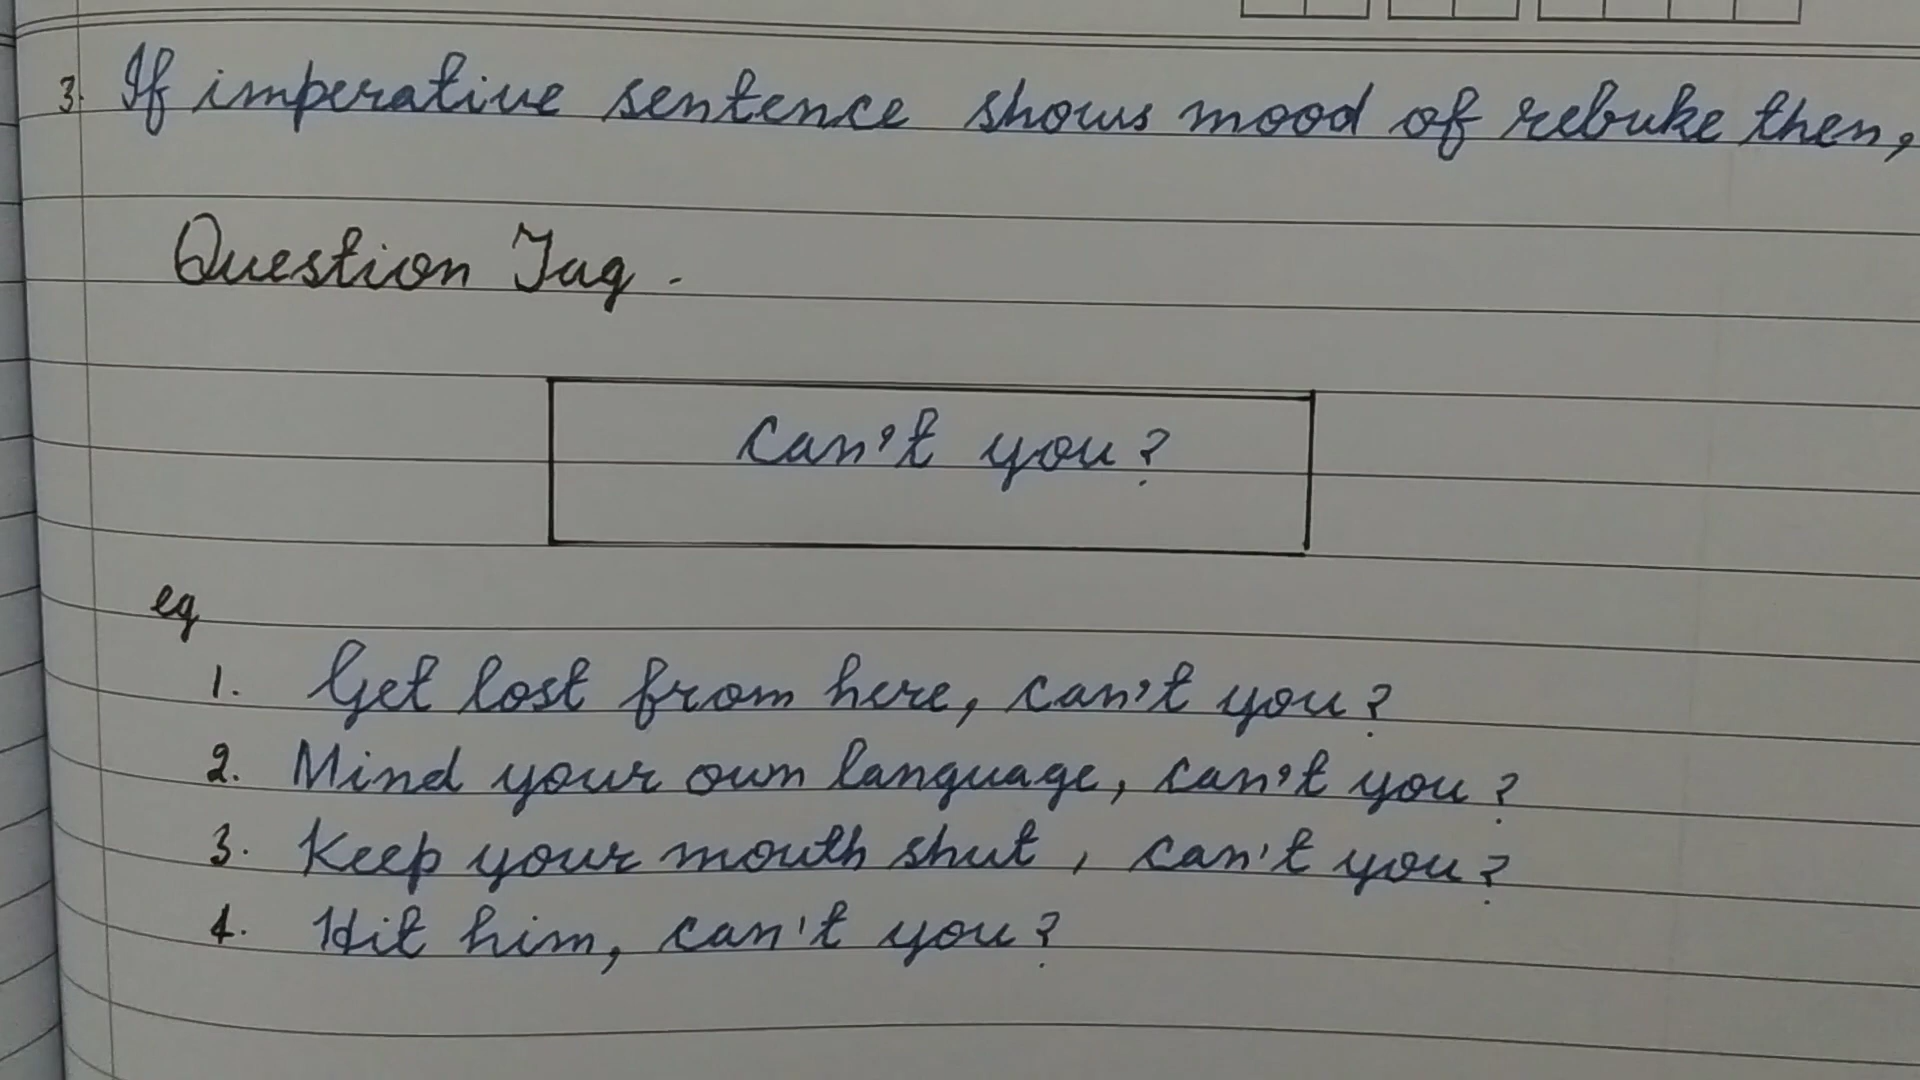 3. If imperative sentence shows mood of rebuke then,
Question Tag -
can't you?
eg
1. Get lost from here, can't you?
2. Mind your own language, can't you?
3. Keep your mouth shut, can't you?
4. Hit him, can't you?